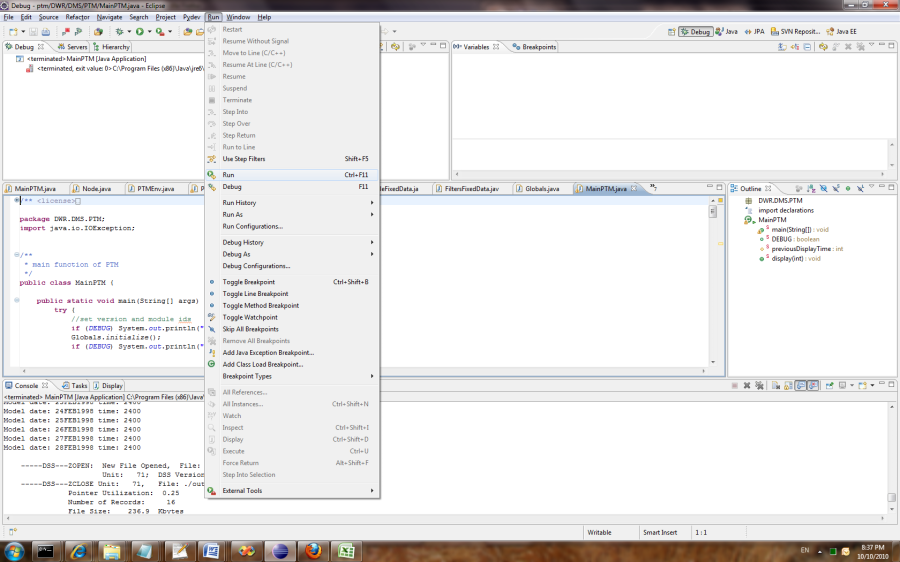 Debug - ptm/DWR/DMS/PTM/MainPTM.java - Eclipse
File Edit Source Refactor Navigate Search Project Pydev Run Window Help
Debug Java JPA SVN Reposit... Java EE
Debug Servers Hierarchy
<terminated>MainPTM [Java Application]
<terminated, exit value: 0>C:\Program Files (x86)\Java\jre6
Variables Breakpoints
Restart
Resume Without Signal
Move to Line (C/C++)
Resume At Line (C/C++)
Resume
Suspend
Terminate
Step Into
Step Over
Step Return
Run to Line
Use Step Filters Shift+F5
Run Ctrl+F11
Debug F11
Run History
Run As
Run Configurations...
Debug History
Debug As
Debug Configurations...
Toggle Breakpoint Ctrl+Shift+B
Toggle Line Breakpoint
Toggle Method Breakpoint
Toggle Watchpoint
Skip All Breakpoints
Remove All Breakpoints
Add Java Exception Breakpoint...
Add Class Load Breakpoint...
Breakpoint Types
All References...
All Instances... Ctrl+Shift+N
Watch
Inspect Ctrl+Shift+I
Display Ctrl+Shift+D
Execute Ctrl+U
Force Return Alt+Shift+F
Step Into Selection
External Tools
MainPTM.java Node.java PTMEnv.java eFixedData.ja FiltersFixedData.jav Globals.java MainPTM.java
/** <license>
package DWR.DMS.PTM;
import java.io.IOException;
/**
* main function of PTM
*/
public class MainPTM {
public static void main(String[] args)
try {
//set version and module ids
if (DEBUG) System.out.println("
Globals.initialize();
if (DEBUG) System.out.println("
Outline
DWR.DMS.PTM
import declarations
MainPTM
main(String[]) : void
DEBUG : boolean
previousDisplayTime : int
display(int) : void
Console Tasks Display
<terminated> MainPTM [Java Application] C:\Program Files (x86)\Java
Model date: 23FEB1998 time: 2400
Model date: 24FEB1998 time: 2400
Model date: 25FEB1998 time: 2400
Model date: 26FEB1998 time: 2400
Model date: 27FEB1998 time: 2400
Model date: 28FEB1998 time: 2400
-----DSS---ZOPEN: New File Opened, File:
Unit: 71; DSS Version
-----DSS---ZCLOSE Unit: 71, File: ./out
Pointer Utilization: 0.25
Number of Records: 16
File Size: 236.9 Kbytes
Writable Smart Insert 1 : 1
EN 8:37 PM
10/10/2010